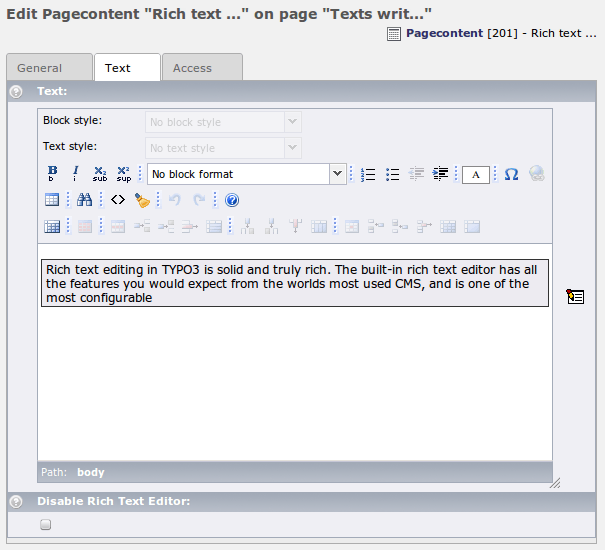 Edit Pagecontent "Rich text ..." on page "Texts writ..."
Pagecontent [201] - Rich text ...
General Text Access
Text:
Block style: No block style
Text style: No text style
B b I i X2 sub X2 sup No block format A Ω
Rich text editing in TYPO3 is solid and truly rich. The built-in rich text editor has all
the features you would expect from the worlds most used CMS, and is one of the
most configurable
Path: body
Disable Rich Text Editor: